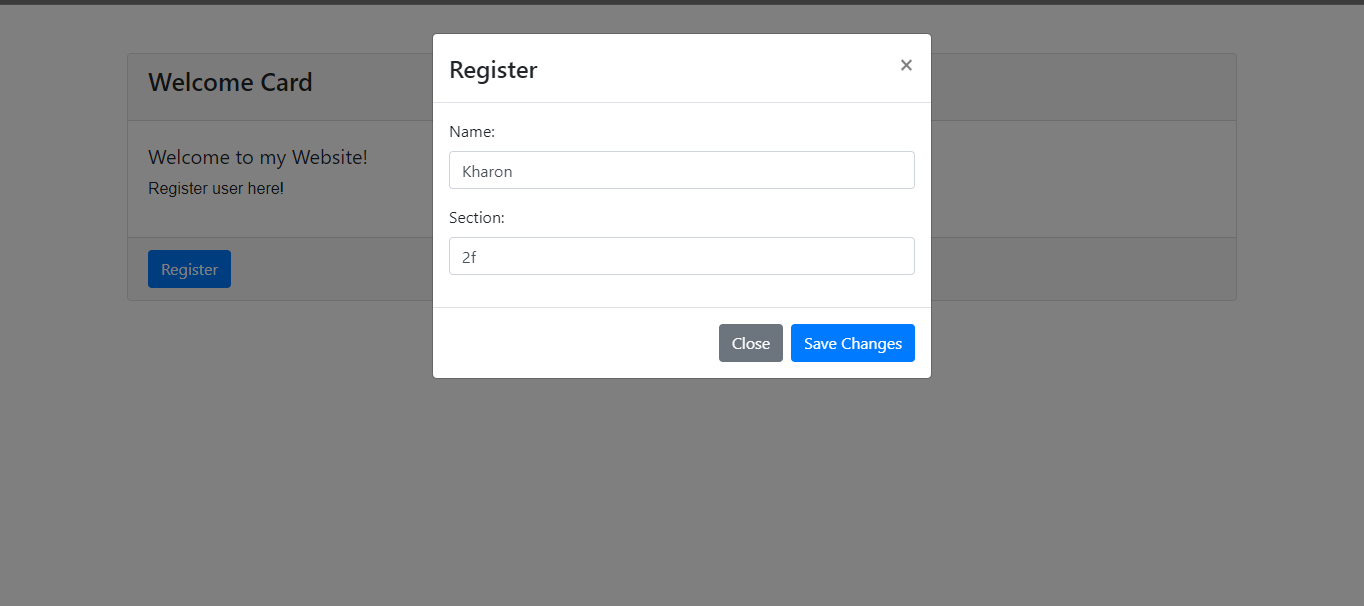 Register
×
Name:
Kharon
Section:
2f
Close
Save Changes
Welcome Card
Welcome to my Website!
Register user here!
Register